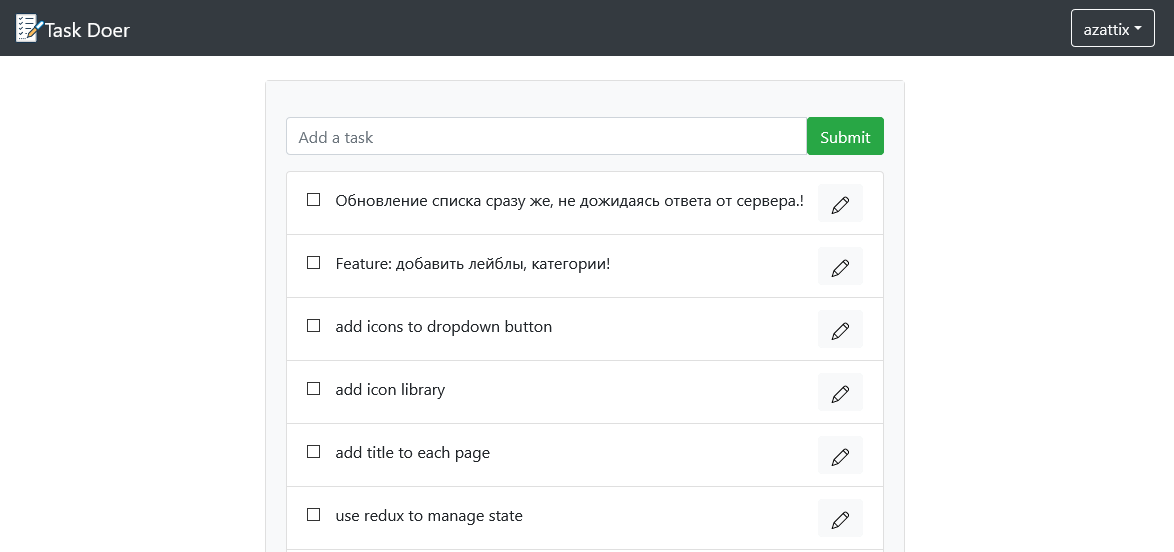 Task Doer
azattix
Add a task
Submit
Обновление списка сразу же, не дожидаясь ответа от сервера.!
Feature: добавить лейблы, категории!
add icons to dropdown button
add icon library
add title to each page
use redux to manage state